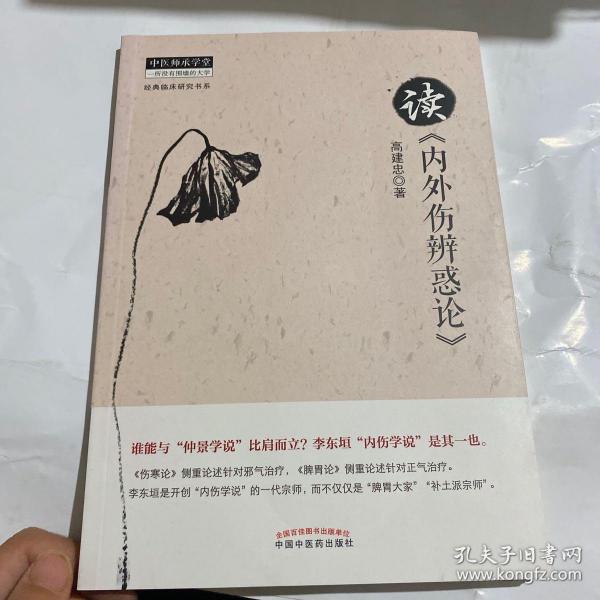 中医师承学堂
一所没有围墙的大学
经典临床研究书系
读
《内外伤辨惑论》
高建忠◎著
谁能与“仲景学说”比肩而立？李东垣“内伤学说”是其一也。
《伤寒论》侧重论述针对邪气治疗，《脾胃论》侧重论述针对正气治疗。
李东垣是开创“内伤学说”的一代宗师，而不仅仅是“脾胃大家”“补土派宗师”。
全国百佳图书出版单位
中国中医药出版社
孔夫子旧书网
www.kongfz.com